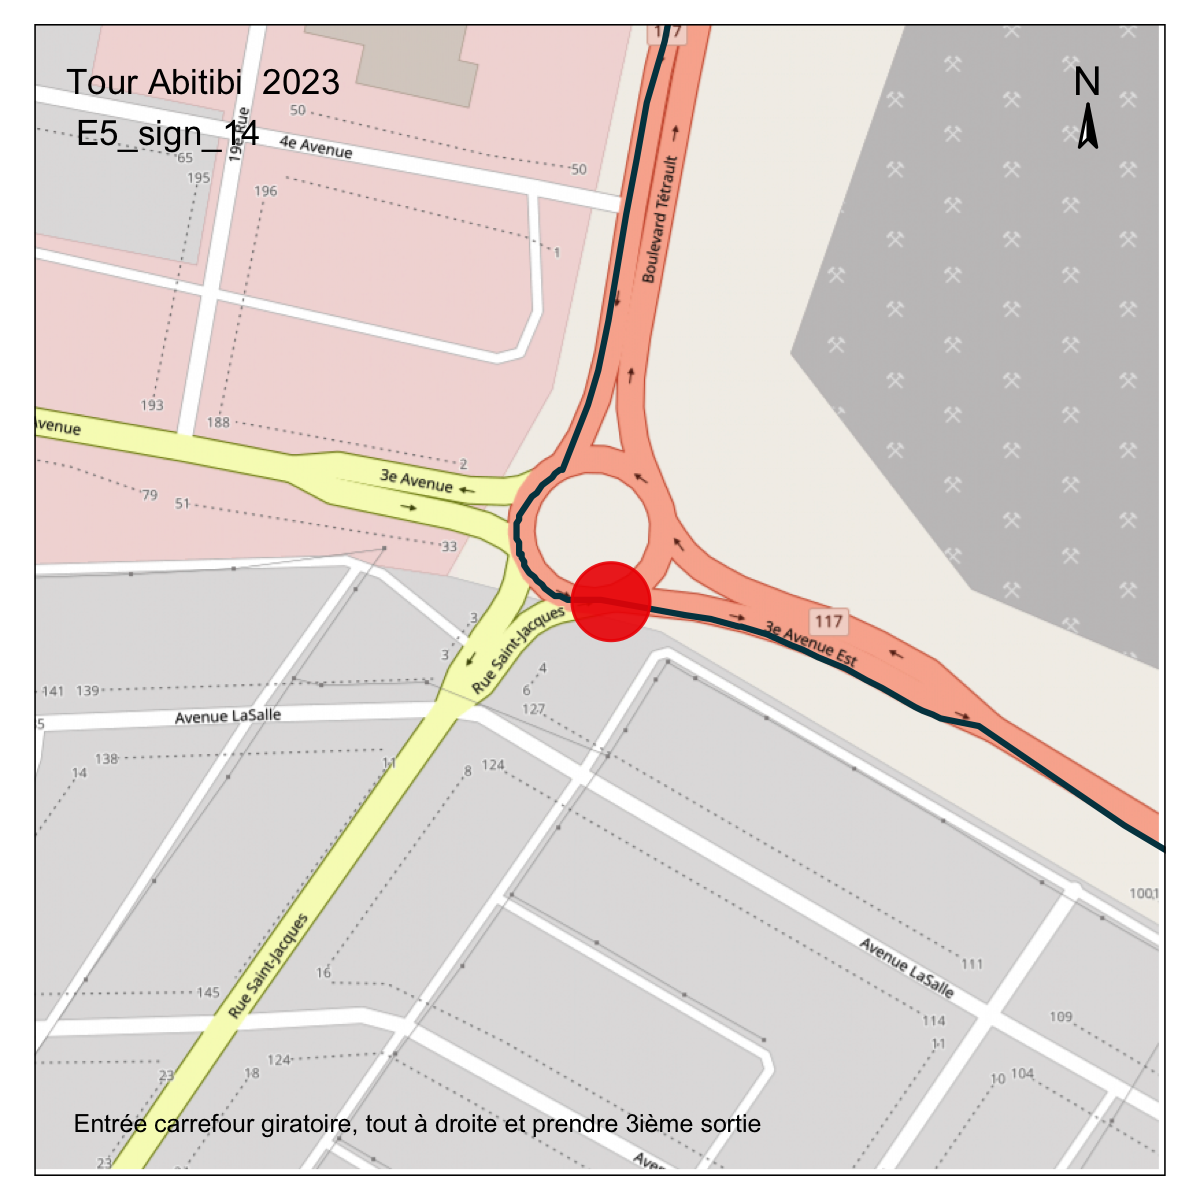 117
Tour Abitibi 2023
N
E5_sign_14
19e Rue
50
4e Avenue
50
65
195
196
1
Boulevard Tétrault
193
188
Avenue
2
3e Avenue
79
51
33
3
3
Rue Saint-Jacques
117
3e Avenue Est
4
6
127
141
139
5
Avenue LaSalle
138
14
11
8
124
100,1
Avenue LaSalle
111
16
145
Rue Saint-Jacques
114
109
11
124
18
23
10
104
Entrée carrefour giratoire, tout à droite et prendre 3ième sortie
23